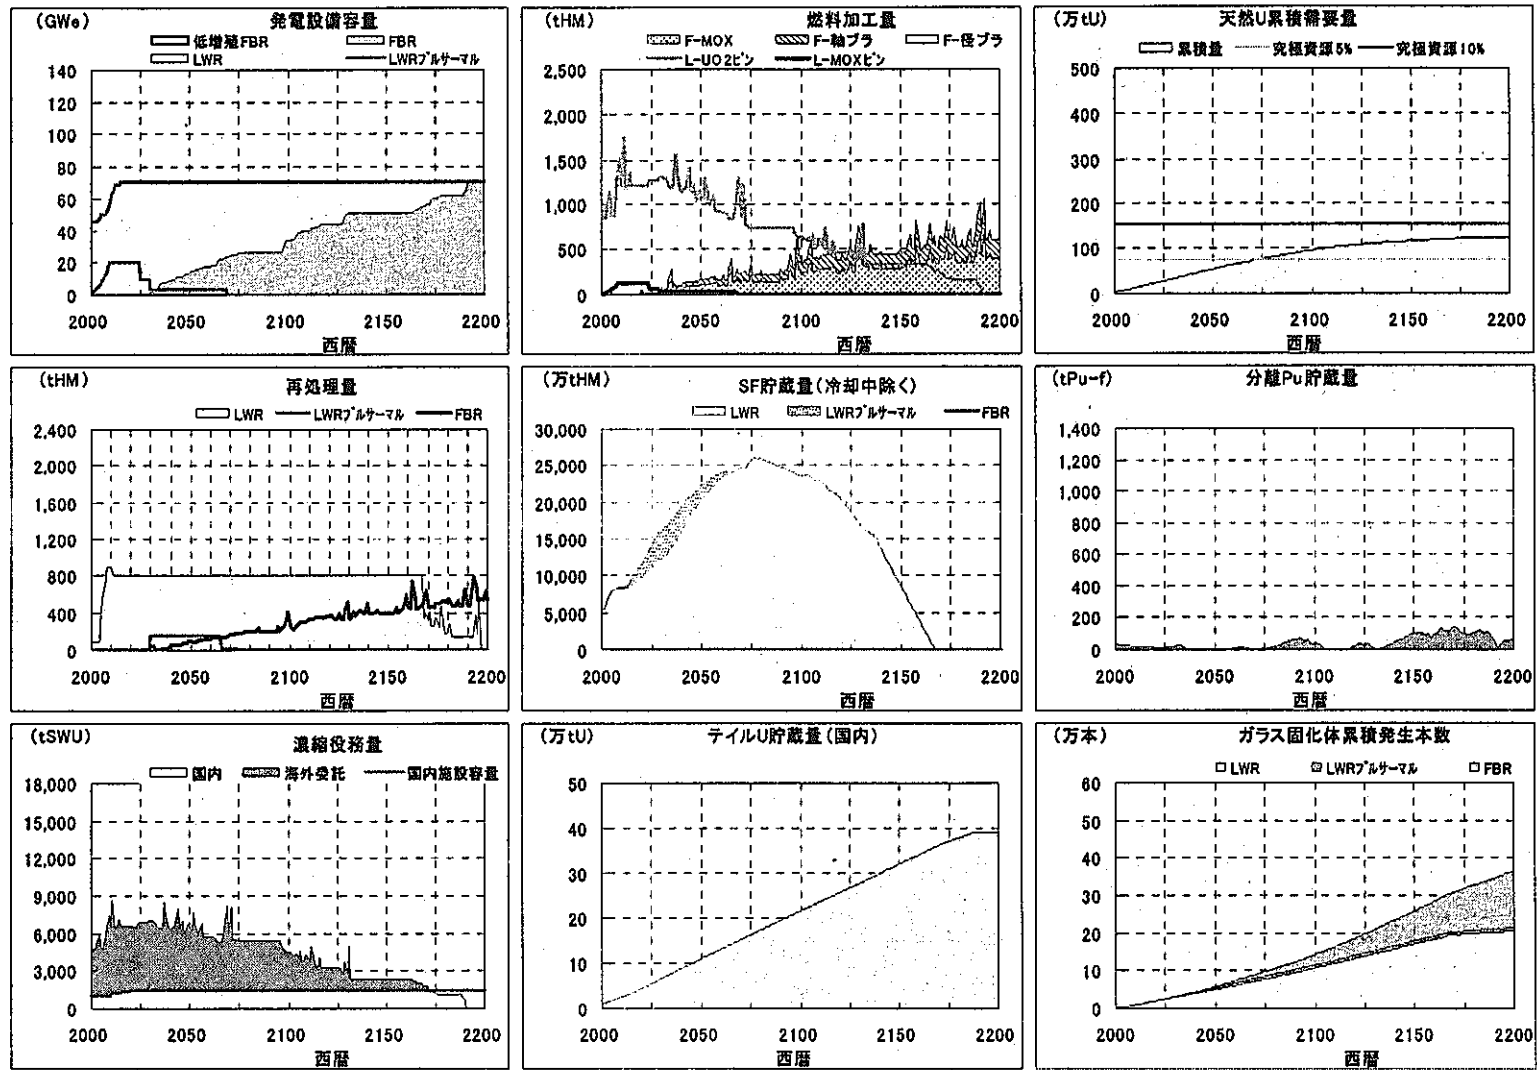 (GWe) 発電設備容量
低増殖FBR FBR
LWR LWRプルサーマル
140
120
100
80
60
40
20
0
2000 2050 2100 2150 2200
西暦
(tHM) 燃料加工量
F-MOX F-軸ブラ F-径ブラ
L-UO2ピン L-MOXピン
2,500
2,000
1,500
1,000
500
0
2000 2050 2100 2150 2200
西暦
(万tU) 天然U累積需要量
累積量 究極資源5% 究極資源10%
500
400
300
200
100
0
2000 2050 2100 2150 2200
西暦
(tHM) 再処理量
LWR LWRプルサーマル FBR
2,400
2,000
1,600
1,200
800
400
0
2000 2050 2100 2150 2200
西暦
(万tHM) SF貯蔵量(冷却中除く)
LWR LWRプルサーマル FBR
30,000
25,000
20,000
15,000
10,000
5,000
0
2000 2050 2100 2150 2200
西暦
(tPu-f) 分離Pu貯蔵量
1,400
1,200
1,000
800
600
400
200
0
2000 2050 2100 2150 2200
西暦
(tSWU) 濃縮役務量
国内 海外委託 国内施設容量
18,000
15,000
12,000
9,000
6,000
3,000
0
2000 2050 2100 2150 2200
西暦
(万tU) テイルU貯蔵量(国内)
50
40
30
20
10
0
2000 2050 2100 2150 2200
西暦
(万本) ガラス固化体累積発生本数
LWR LWRプルサーマル FBR
60
50
40
30
20
10
0
2000 2050 2100 2150 2200
西暦